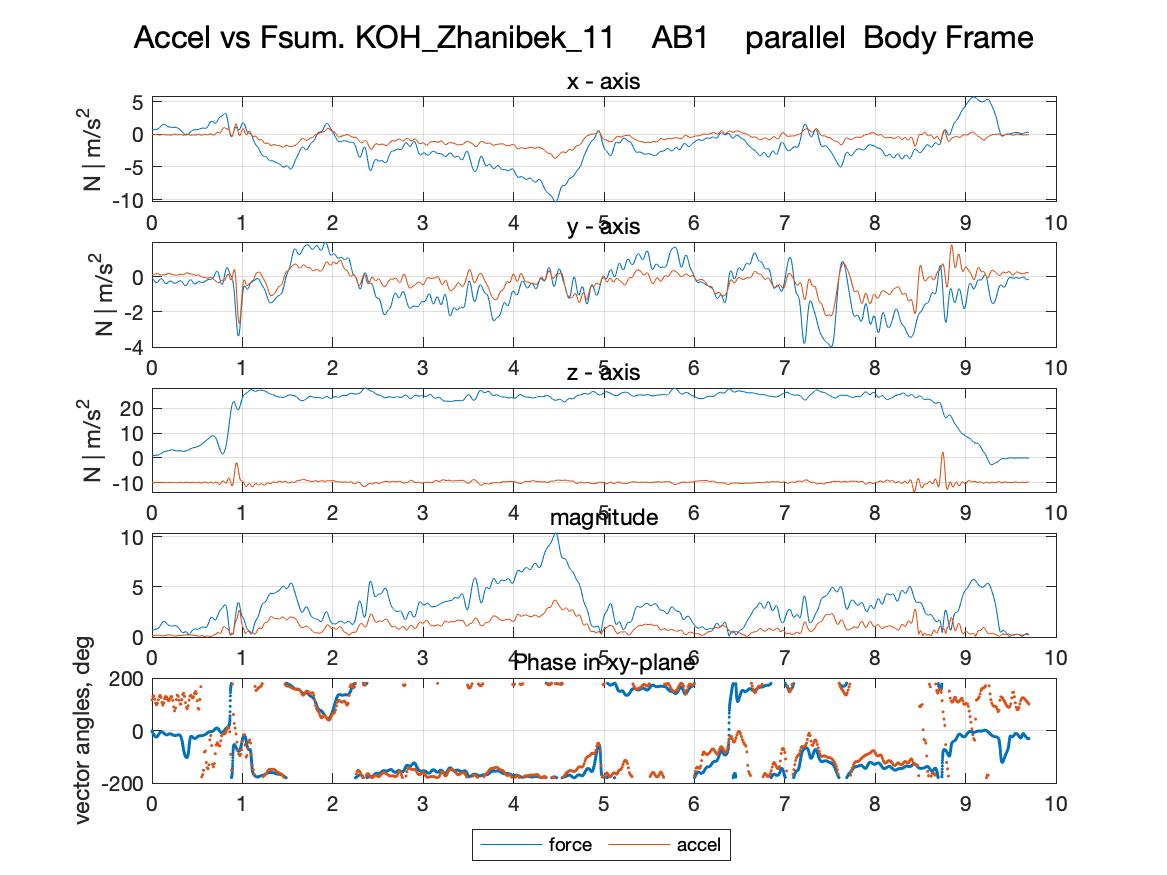 Accel vs Fsum. KOH_Zhanibek_11 AB1 parallel Body Frame
x - axis
N | m/s²
5
0
-5
-10
0 1 2 3 4 5 6 7 8 9 10
y - axis
N | m/s²
0
-2
-4
0 1 2 3 4 5 6 7 8 9 10
z - axis
N | m/s²
20
10
0
-10
0 1 2 3 4 5 6 7 8 9 10
magnitude
10
5
0
0 1 2 3 4 5 6 7 8 9 10
Phase in xy-plane
vector angles, deg
200
0
-200
0 1 2 3 4 5 6 7 8 9 10
force accel